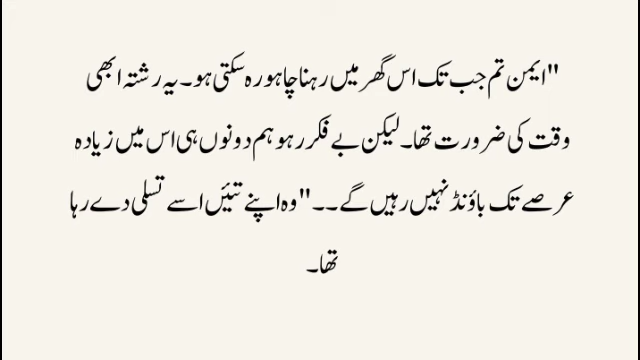 "ایمن تم جب تک اس گھر میں رہنا چاہو رہ سکتی ہو۔ یہ رشتہ ابھی
وقت کی ضرورت تھا۔ لیکن بے فکر رہو ہم دونوں ہی اس میں زیادہ
عرصے تک باؤنڈ نہیں رہیں گے۔۔" وہ اپنے تئیں اسے تسلی دے رہا
تھا۔